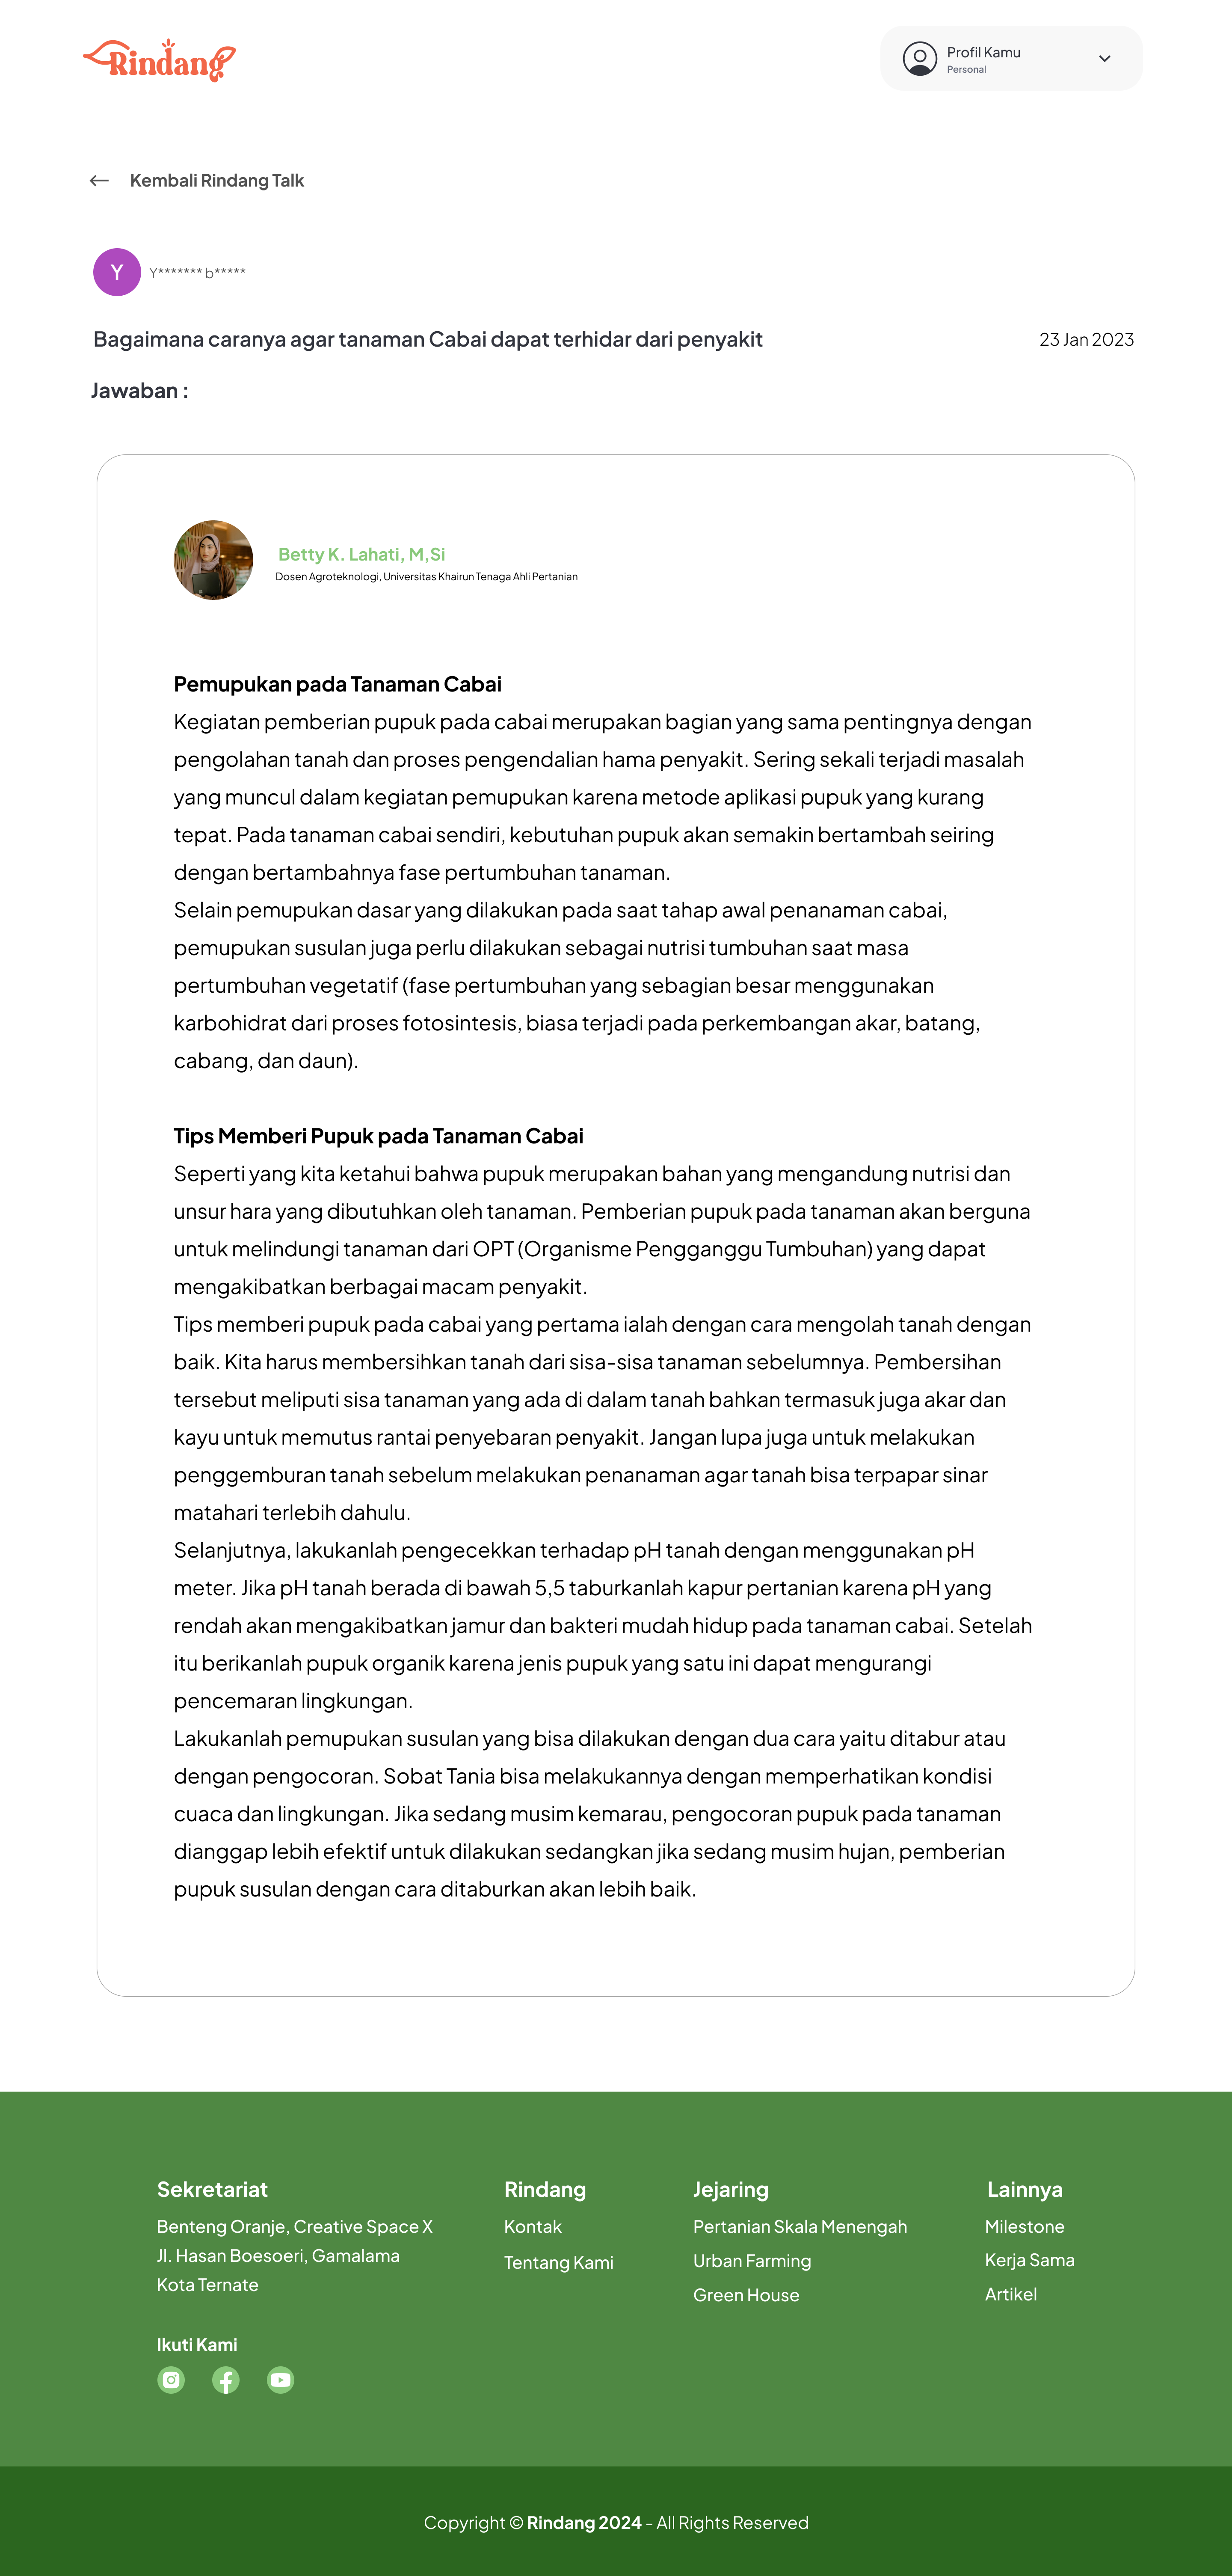 Rindang
Profil Kamu
Personal
Kembali Rindang Talk
Y
Y******* b*****
Bagaimana caranya agar tanaman Cabai dapat terhidar dari penyakit
23 Jan 2023
Jawaban :
Betty K. Lahati, M,Si
Dosen Agroteknologi, Universitas Khairun Tenaga Ahli Pertanian
Pemupukan pada Tanaman Cabai
Kegiatan pemberian pupuk pada cabai merupakan bagian yang sama pentingnya dengan
pengolahan tanah dan proses pengendalian hama penyakit. Sering sekali terjadi masalah
yang muncul dalam kegiatan pemupukan karena metode aplikasi pupuk yang kurang
tepat. Pada tanaman cabai sendiri, kebutuhan pupuk akan semakin bertambah seiring
dengan bertambahnya fase pertumbuhan tanaman.
Selain pemupukan dasar yang dilakukan pada saat tahap awal penanaman cabai,
pemupukan susulan juga perlu dilakukan sebagai nutrisi tumbuhan saat masa
pertumbuhan vegetatif (fase pertumbuhan yang sebagian besar menggunakan
karbohidrat dari proses fotosintesis, biasa terjadi pada perkembangan akar, batang,
cabang, dan daun).
Tips Memberi Pupuk pada Tanaman Cabai
Seperti yang kita ketahui bahwa pupuk merupakan bahan yang mengandung nutrisi dan
unsur hara yang dibutuhkan oleh tanaman. Pemberian pupuk pada tanaman akan berguna
untuk melindungi tanaman dari OPT (Organisme Pengganggu Tumbuhan) yang dapat
mengakibatkan berbagai macam penyakit.
Tips memberi pupuk pada cabai yang pertama ialah dengan cara mengolah tanah dengan
baik. Kita harus membersihkan tanah dari sisa-sisa tanaman sebelumnya. Pembersihan
tersebut meliputi sisa tanaman yang ada di dalam tanah bahkan termasuk juga akar dan
kayu untuk memutus rantai penyebaran penyakit. Jangan lupa juga untuk melakukan
penggemburan tanah sebelum melakukan penanaman agar tanah bisa terpapar sinar
matahari terlebih dahulu.
Selanjutnya, lakukanlah pengecekkan terhadap pH tanah dengan menggunakan pH
meter. Jika pH tanah berada di bawah 5,5 taburkanlah kapur pertanian karena pH yang
rendah akan mengakibatkan jamur dan bakteri mudah hidup pada tanaman cabai. Setelah
itu berikanlah pupuk organik karena jenis pupuk yang satu ini dapat mengurangi
pencemaran lingkungan.
Lakukanlah pemupukan susulan yang bisa dilakukan dengan dua cara yaitu ditabur atau
dengan pengocoran. Sobat Tania bisa melakukannya dengan memperhatikan kondisi
cuaca dan lingkungan. Jika sedang musim kemarau, pengocoran pupuk pada tanaman
dianggap lebih efektif untuk dilakukan sedangkan jika sedang musim hujan, pemberian
pupuk susulan dengan cara ditaburkan akan lebih baik.
Sekretariat
Benteng Oranje, Creative Space X
Jl. Hasan Boesoeri, Gamalama
Kota Ternate
Ikuti Kami
Rindang
Kontak
Tentang Kami
Jejaring
Pertanian Skala Menengah
Urban Farming
Green House
Lainnya
Milestone
Kerja Sama
Artikel
Copyright © Rindang 2024 - All Rights Reserved